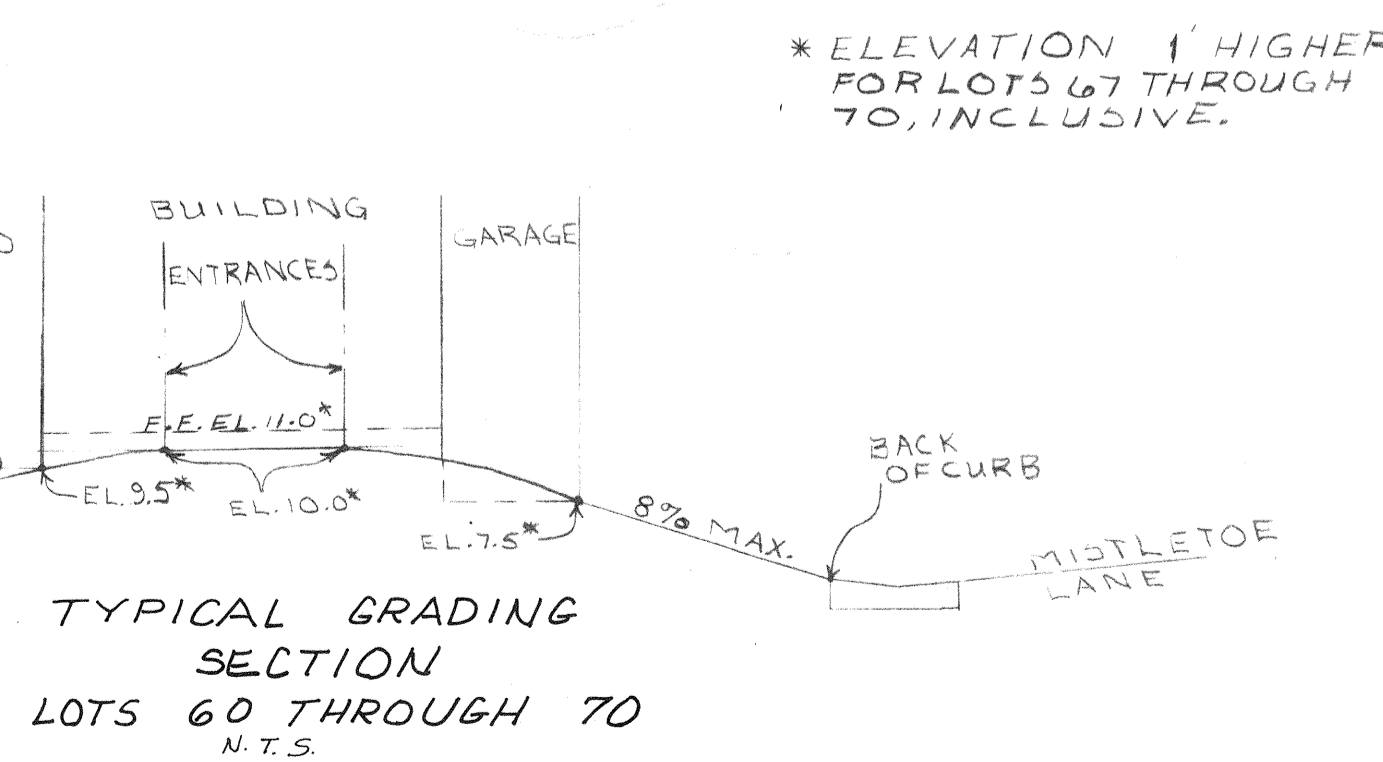 * ELEVATION 1' HIGHER
FOR LOTS 67 THROUGH
70, INCLUSIVE.
BUILDING
GARAGE
ENTRANCES
F.F. EL. 11.0*
EL. 9.5*
EL. 10.0*
EL. 7.5*
8% MAX.
BACK
OF CURB
MISTLETOE
LANE
TYPICAL GRADING
SECTION
LOTS 60 THROUGH 70
N.T.S.